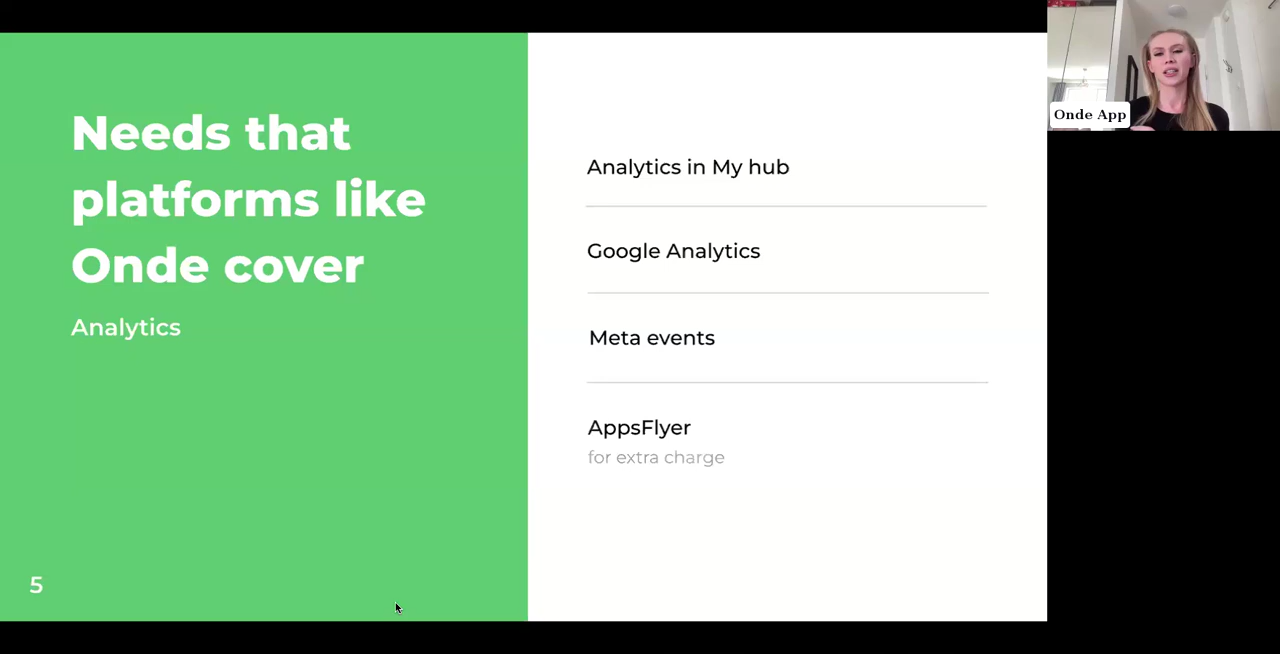 Needs that
platforms like
Onde cover
Analytics
5
Analytics in My hub
Google Analytics
Meta events
AppsFlyer
for extra charge
Onde App